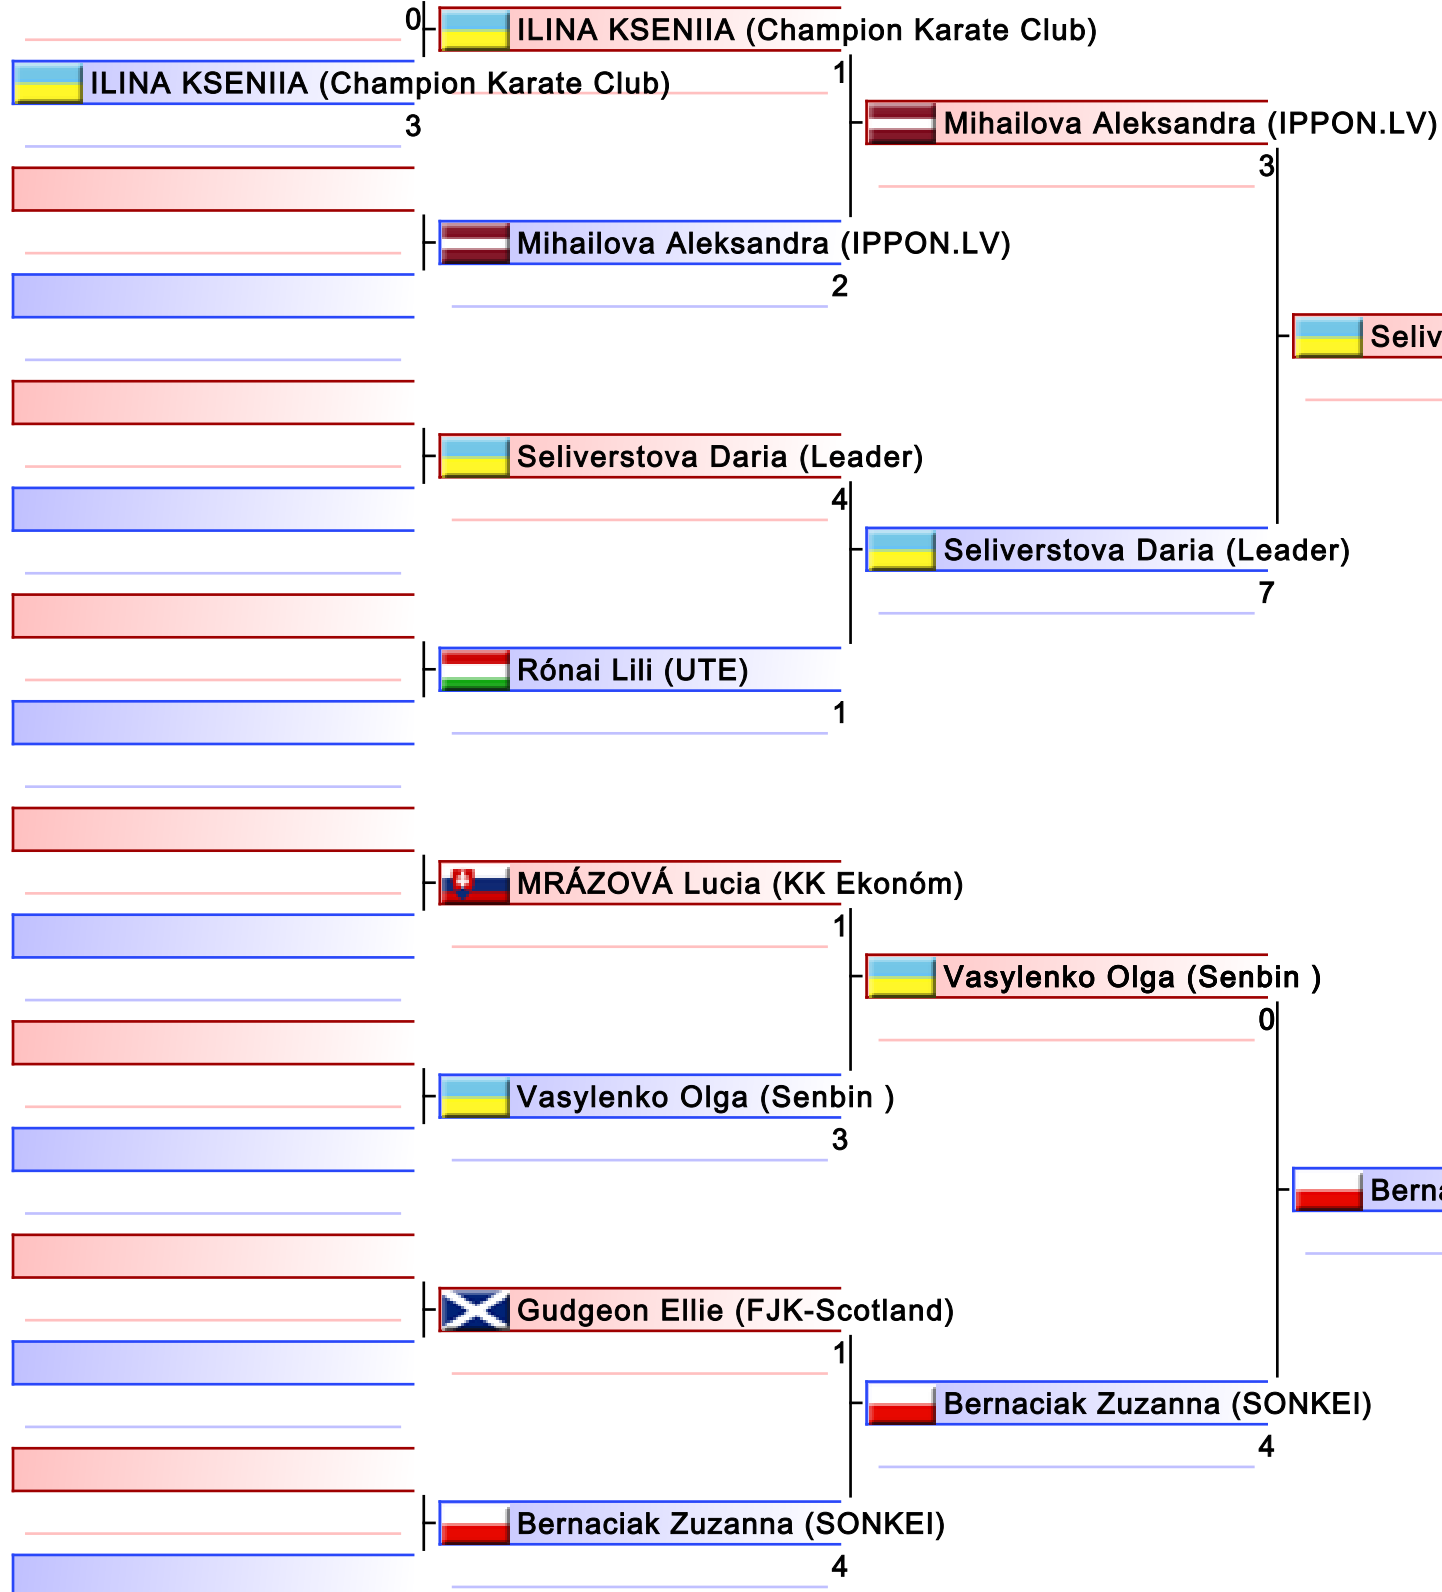 0
ILINA KSENIIA (Champion Karate Club)
ILINA KSENIIA (Champion Karate Club)
1
3
Mihailova Aleksandra (IPPON.LV)
3
Mihailova Aleksandra (IPPON.LV)
2
Seliv
Seliverstova Daria (Leader)
4
Seliverstova Daria (Leader)
7
Rónai Lili (UTE)
1
MRÁZOVÁ Lucia (KK Ekonóm)
1
Vasylenko Olga (Senbin )
0
Vasylenko Olga (Senbin )
3
Berna
Gudgeon Ellie (FJK-Scotland)
1
Bernaciak Zuzanna (SONKEI)
4
Bernaciak Zuzanna (SONKEI)
4